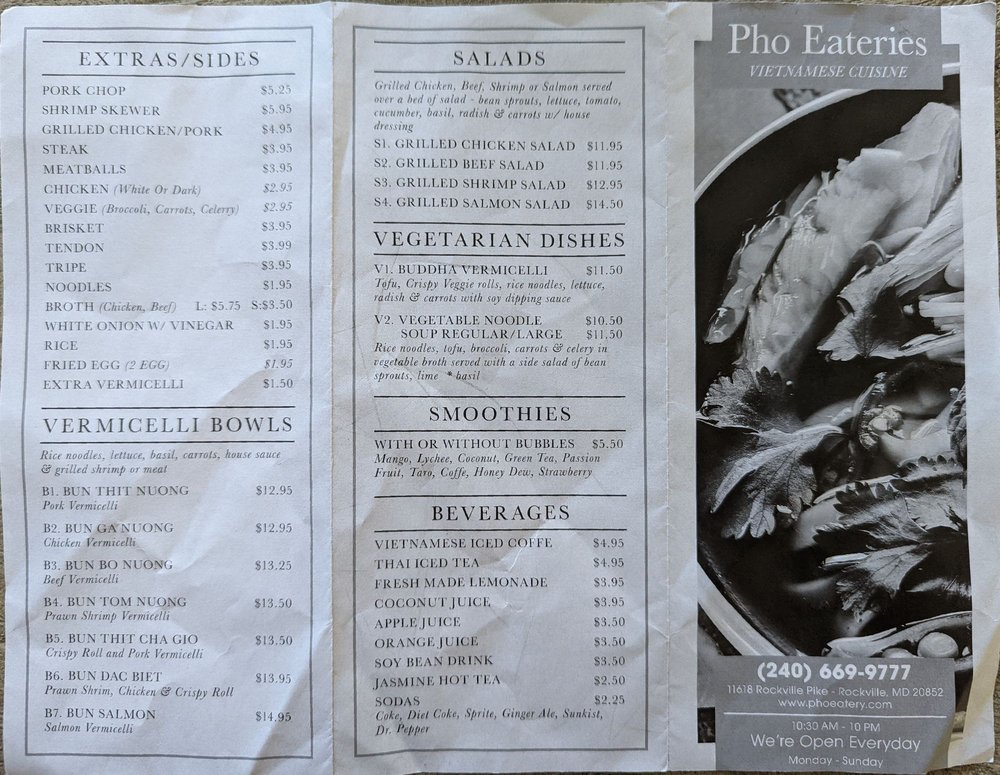 EXTRAS/SIDES
PORK CHOP $5.25
SHRIMP SKEWER $5.95
GRILLED CHICKEN/PORK $4.95
STEAK $3.95
MEATBALLS $3.95
CHICKEN (White Or Dark) $2.95
VEGGIE (Broccoli, Carrots, Celerry) $2.95
BRISKET $3.95
TENDON $3.99
TRIPE $3.95
NOODLES $1.95
BROTH (Chicken, Beef) L: $5.75 S:$3.50
WHITE ONION W/ VINEGAR $1.95
RICE $1.95
FRIED EGG (2 EGG) $1.95
EXTRA VERMICELLI $1.50
VERMICELLI BOWLS
Rice noodles, lettuce, basil, carrots, house sauce
& grilled shrimp or meat
B1. BUN THIT NUONG $12.95
Pork Vermicelli
B2. BUN GA NUONG $12.95
Chicken Vermicelli
B3. BUN BO NUONG $13.25
Beef Vermicelli
B4. BUN TOM NUONG $13.50
Prawn Shrimp Vermicelli
B5. BUN THIT CHA GIO $13.50
Crispy Roll and Pork Vermicelli
B6. BUN DAC BIET $13.95
Prawn Shrim, Chicken & Crispy Roll
B7. BUN SALMON $14.95
Salmon Vermicelli
SALADS
Grilled Chicken, Beef, Shrimp or Salmon served
over a bed of salad - bean sprouts, lettuce, tomato,
cucumber, basil, radish & carrots w/ house
dressing
S1. GRILLED CHICKEN SALAD $11.95
S2. GRILLED BEEF SALAD $11.95
S3. GRILLED SHRIMP SALAD $12.95
S4. GRILLED SALMON SALAD $14.50
VEGETARIAN DISHES
V1. BUDDHA VERMICELLI $11.50
Tofu, Crispy Veggie rolls, rice noodles, lettuce,
radish & carrots with soy dipping sauce
V2. VEGETABLE NOODLE $10.50
SOUP REGULAR/LARGE $11.50
Rice noodles, tofu, broccoli, carrots & celery in
vegetable broth served with a side salad of bean
sprouts, lime * basil
SMOOTHIES
WITH OR WITHOUT BUBBLES $5.50
Mango, Lychee, Coconut, Green Tea, Passion
Fruit, Taro, Coffe, Honey Dew, Strawberry
BEVERAGES
VIETNAMESE ICED COFFE $4.95
THAI ICED TEA $4.95
FRESH MADE LEMONADE $3.95
COCONUT JUICE $3.95
APPLE JUICE $3.50
ORANGE JUICE $3.50
SOY BEAN DRINK $3.50
JASMINE HOT TEA $2.50
SODAS $2.25
Coke, Diet Coke, Sprite, Ginger Ale, Sunkist,
Dr. Pepper
Pho Eateries
VIETNAMESE CUISINE
(240) 669-9777
11618 Rockville Pike - Rockville, MD 20852
www.phoeatery.com
10:30 AM - 10 PM
We're Open Everyday
Monday - Sunday